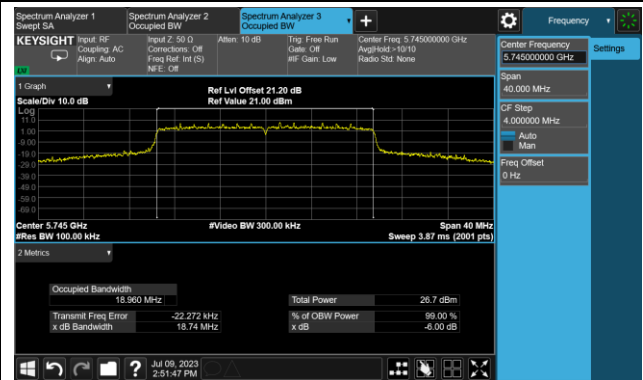 Spectrum Analyzer 1
Swept SA
Spectrum Analyzer 2
Occupied BW
Spectrum Analyzer 3
Occupied BW
Frequency
KEYSIGHT
Input: RF
Coupling: AC
Align: Auto
Input Z: 50 Ω
Corrections: Off
Freq Ref: Int (S)
NFE: Off
Atten: 10 dB
Trig: Free Run
Gate: Off
#IF Gain: Low
Center Freq: 5.745000000 GHz
Avg|Hold:>10/10
Radio Std: None
Center Frequency
5.745000000 GHz
Settings
Span
40.000 MHz
CF Step
4.000000 MHz
Auto
Man
Freq Offset
0 Hz
1 Graph
Scale/Div 10.0 dB
Ref Lvl Offset 21.20 dB
Ref Value 21.00 dBm
Log
11.0
1.00
-9.00
-19.0
-29.0
-39.0
-49.0
-59.0
-69.0
Center 5.745 GHz
#Res BW 100.00 kHz
#Video BW 300.00 kHz
Span 40 MHz
Sweep 3.87 ms (2001 pts)
2 Metrics
Occupied Bandwidth
18.960 MHz
Total Power 26.7 dBm
Transmit Freq Error -22.272 kHz
% of OBW Power 99.00 %
x dB Bandwidth 18.74 MHz
x dB -6.00 dB
?
Jul 09, 2023
2:51:47 PM